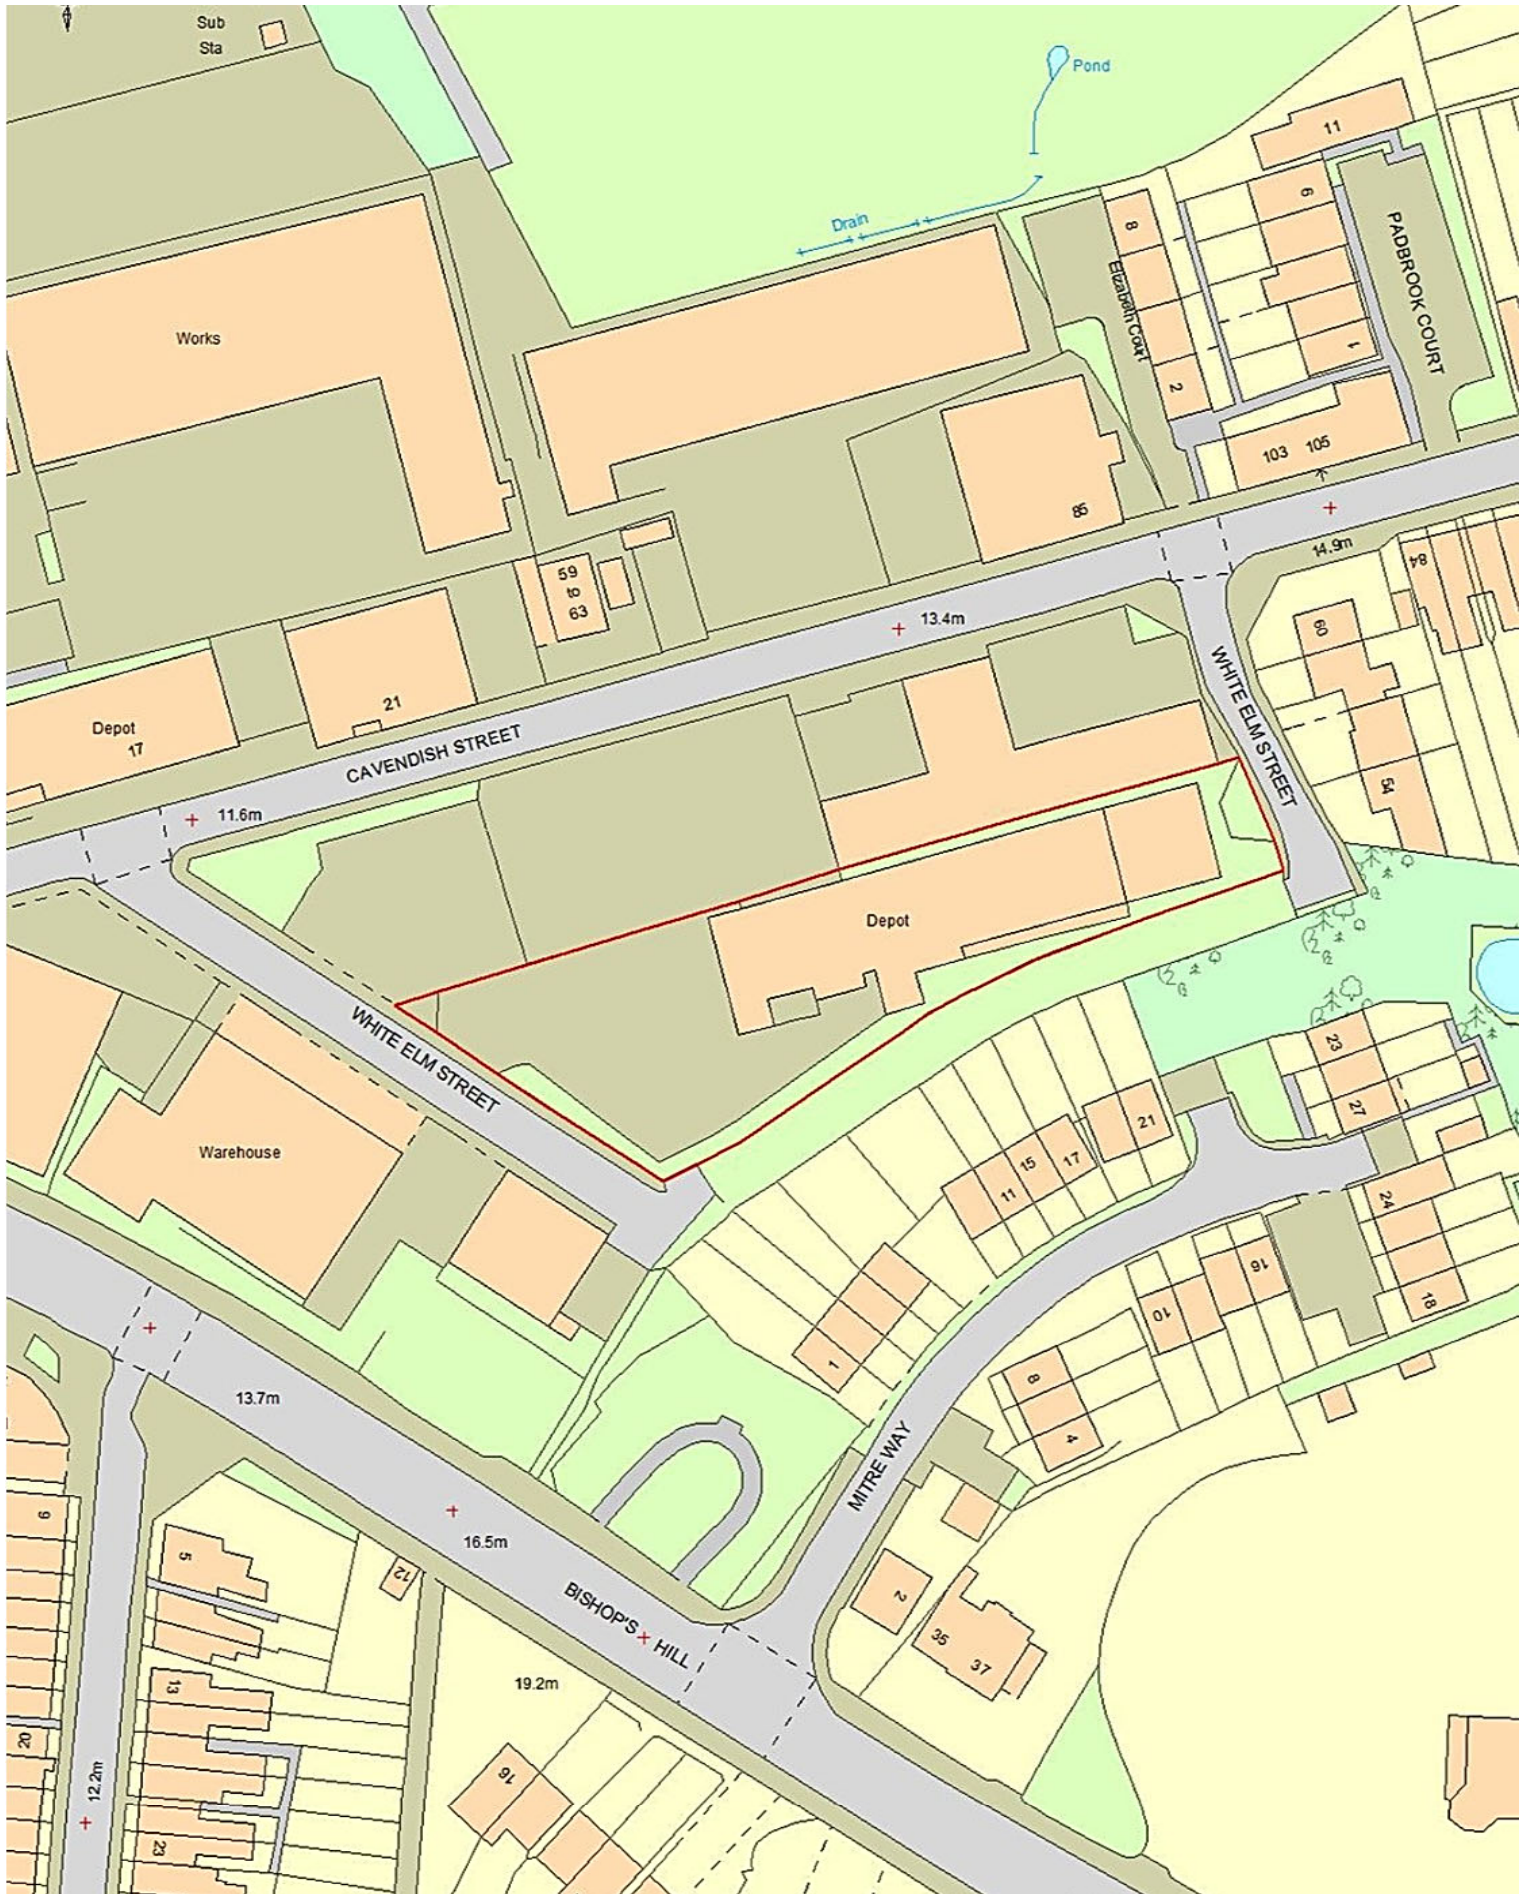 Sub
Sta
Pond
Drain
11
6
8
PADBROOK COURT
Elizabeth Court
1
2
Works
103 105
85
14.9m
84
59
to
63
13.4m
60
WHITE ELM STREET
21
Depot
17
CAVENDISH STREET
54
11.6m
Depot
WHITE ELM STREET
23
27
21
15
17
11
Warehouse
24
16
10
18
1
8
4
13.7m
MITRE WAY
9
16.5m
5
12
2
BISHOP'S HILL
35
37
19.2m
13
20
12.2m
16
23